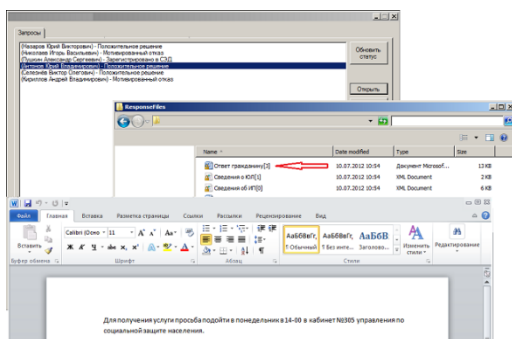 Запросы
(Назаров Юрий Викторович) - Положительное решение
(Николаев Игорь Васильевич) - Мотивированный отказ
(Пушкин Александр Сергеевич) - Зарегистрировано в СЭД
(Антонов Юрий Владимирович) - Положительное решение
(Селезнёв Виктор Олегович) - Положительное решение
(Кириллов Андрей Владимирович) - Мотивированный отказ
Обновить
статус
Открыть
ResponseFiles
Name
Date modified
Type
Size
Ответ гражданину[3]
10.07.2012 10:54
Документ Microsof...
13 KB
Сведения о ЮЛ[1]
10.07.2012 10:54
XML Document
2 KB
Сведения об ИП[0]
10.07.2012 10:54
XML Document
6 KB
Файл
Главная
Вставка
Разметка страницы
Ссылки
Рассылки
Рецензирование
Вид
Calibri (Осно
11
Вставить
Ж К Ч
АаБбВвГг,
АаБбВвГг,
АаБбВ
¶ Обычный
¶ Без инте...
Заголово...
Изменить
стили
Редактирование
Буфер обмена
Шрифт
Абзац
Стили
Для получения услуги просьба подойти в понедельник в 14-00 в кабинет №305 управления по
социальной защите населения.